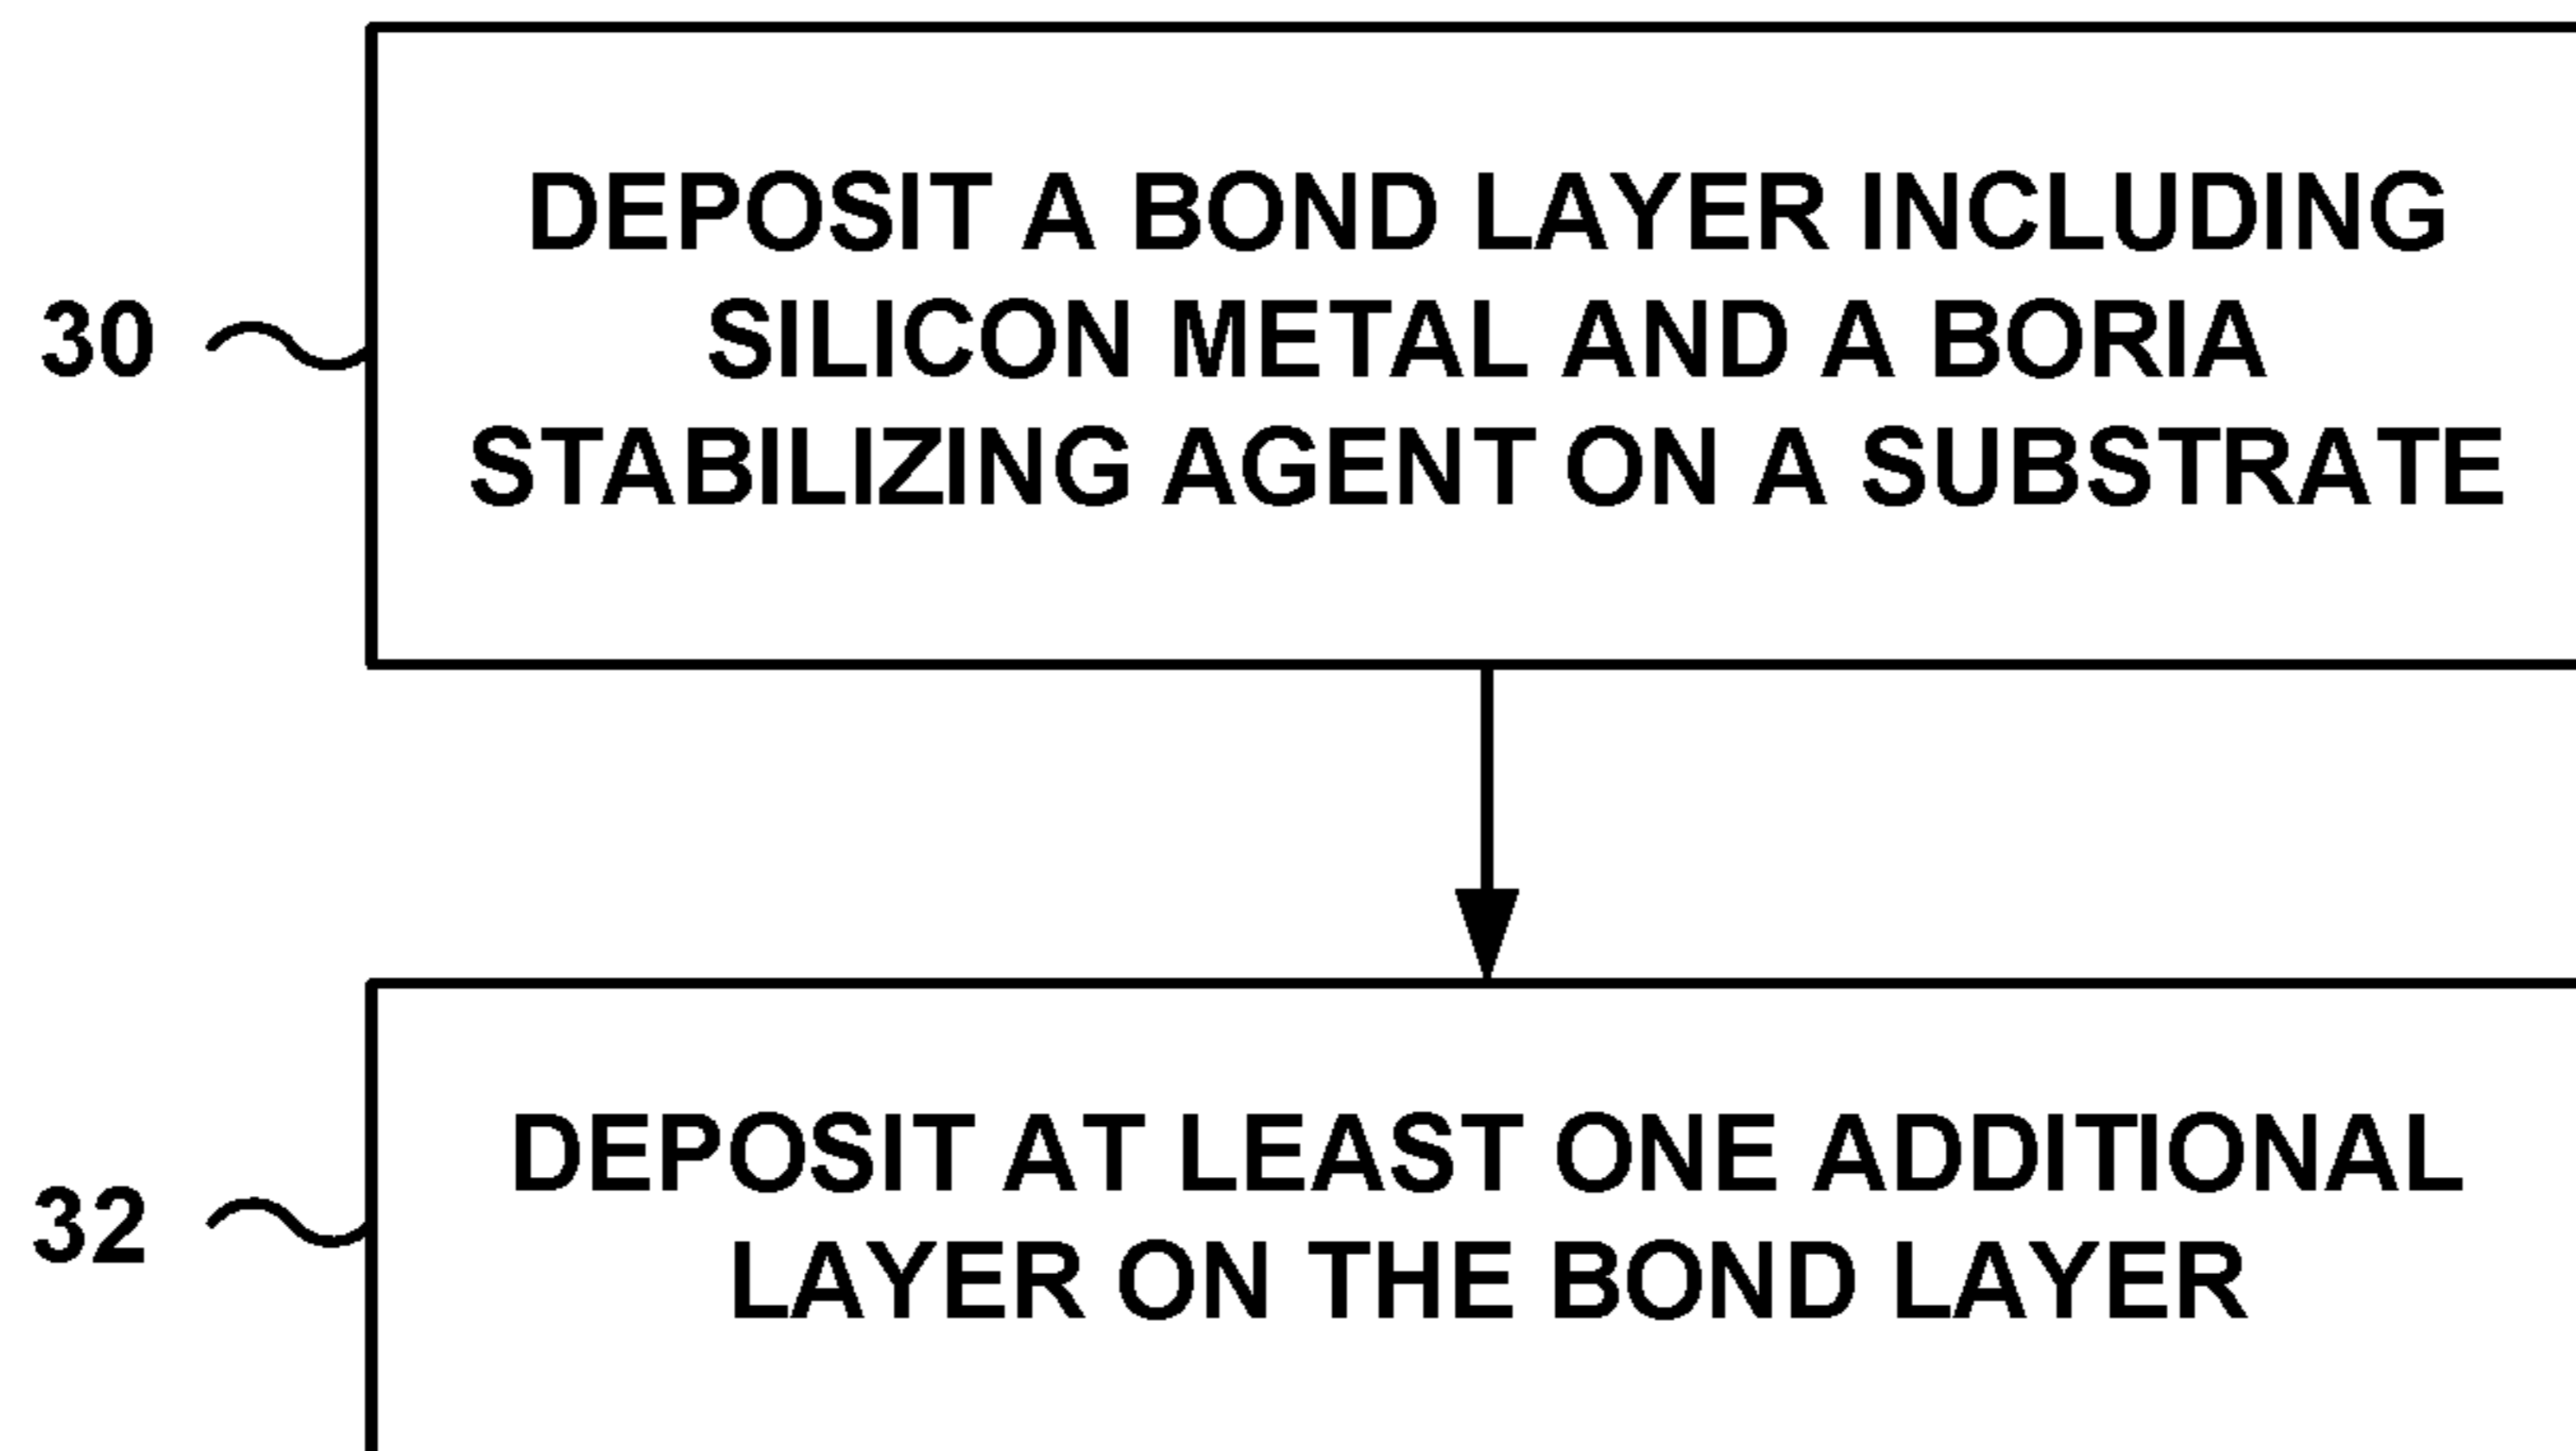 DEPOSIT A BOND LAYER INCLUDING
30
SILICON METAL AND A BORIA
STABILIZING AGENT ON A SUBSTRATE
DEPOSIT AT LEAST ONE ADDITIONAL
32
LAYER ON THE BOND LAYER